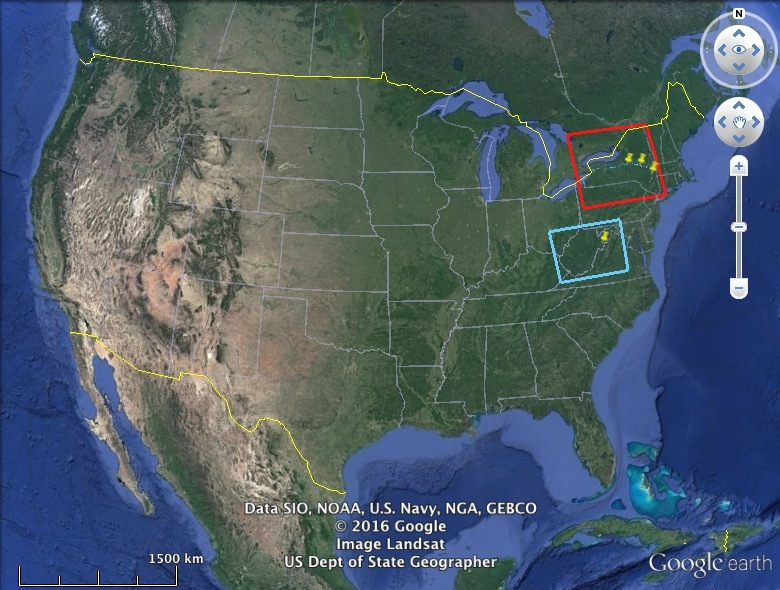 N
Data SIO, NOAA, U.S. Navy, NGA, GEBCO
© 2016 Google
Image Landsat
US Dept of State Geographer
1500 km
Google earth